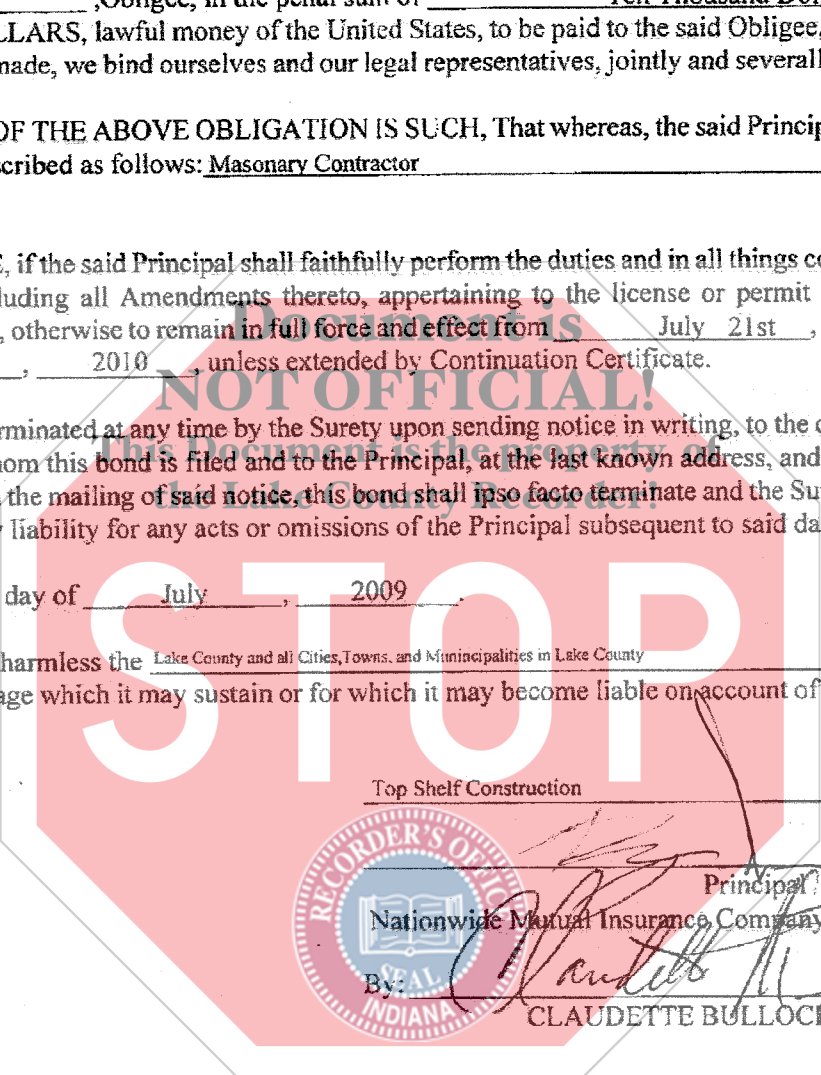 ,Obligee, in the penal sum of Ten Thousand Dol
LLARS, lawful money of the United States, to be paid to the said Obligee,
made, we bind ourselves and our legal representatives, jointly and severall
OF THE ABOVE OBLIGATION IS SUCH, That whereas, the said Princip
scribed as follows: Masonary Contractor
E, if the said Principal shall faithfully perform the duties and in all things co
luding all Amendments thereto, appertaining to the license or permit
Document is
, otherwise to remain in full force and effect from July 21st ,
, 2010 , unless extended by Continuation Certificate.
NOT OFFICIAL!
rminated at any time by the Surety upon sending notice in writing, to the c
This Document is the property of
hom this bond is filed and to the Principal, at the last known address, and
the Lake County Recorder!
the mailing of said notice, this bond shall ipso facto terminate and the Su
liability for any acts or omissions of the Principal subsequent to said da
STOP
day of July , 2009 .
harmless the Lake County and all Cities,Towns. and Munincipalities in Lake County
age which it may sustain or for which it may become liable on account of
Top Shelf Construction
RECORDER'S OFFICE
Principal
Nationwide Mutual Insurance Company
SEAL
By: Claudette
INDIANA
CLAUDETTE BULLOC